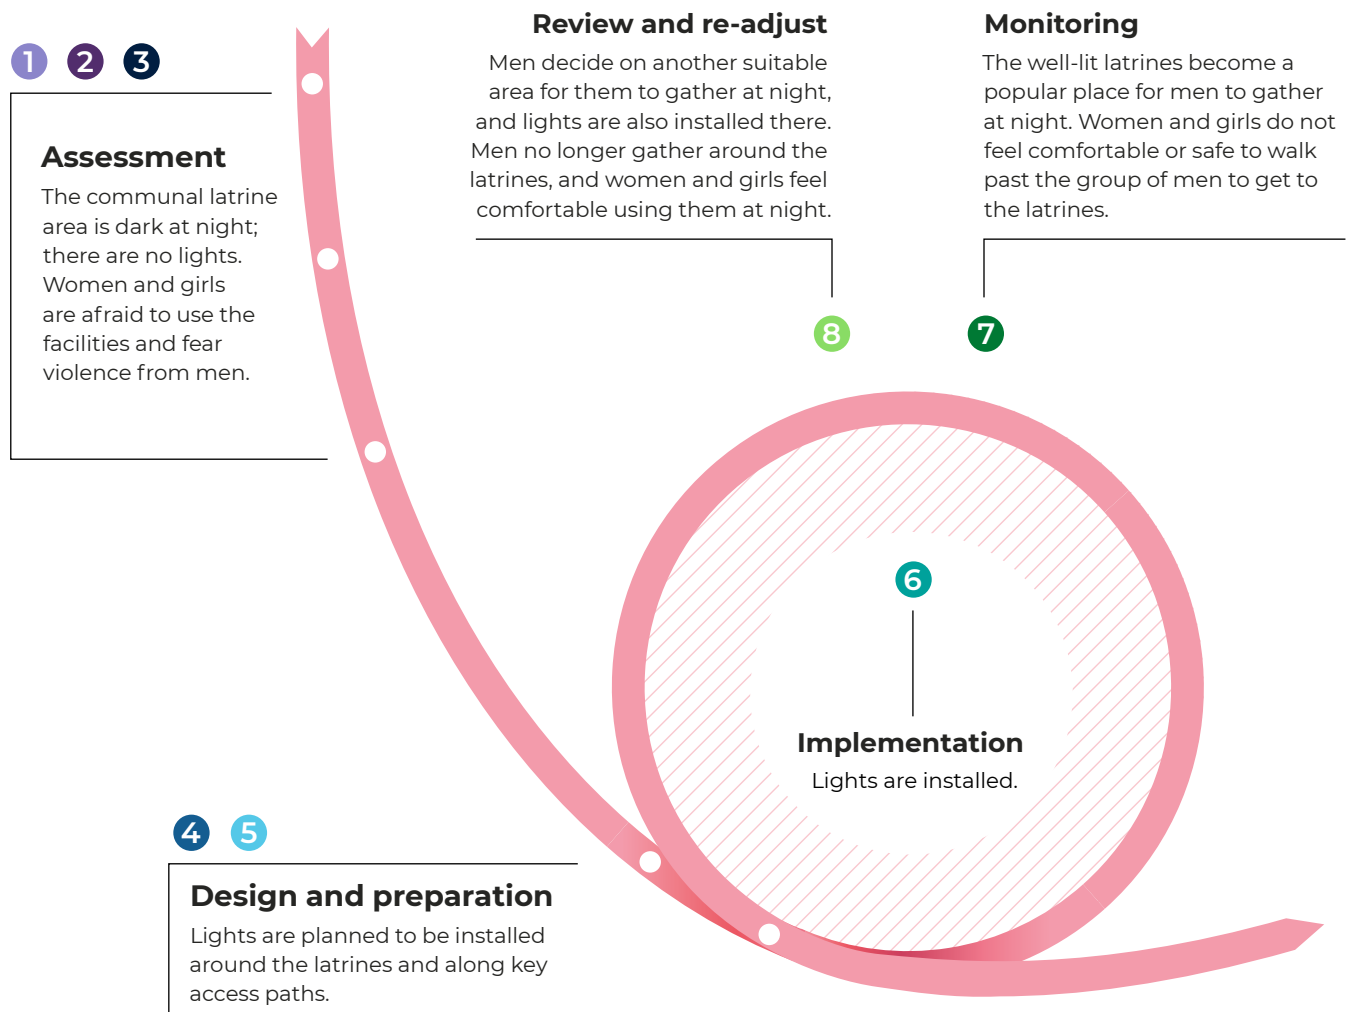 1 2 3
Assessment
The communal latrine
area is dark at night;
there are no lights.
Women and girls
are afraid to use the
facilities and fear
violence from men.
4 5
Design and preparation
Lights are planned to be installed
around the latrines and along key
access paths.
6
Implementation
Lights are installed.
Monitoring
The well-lit latrines become a
popular place for men to gather
at night. Women and girls do not
feel comfortable or safe to walk
past the group of men to get to
the latrines.
7
Review and re-adjust
Men decide on another suitable
area for them to gather at night,
and lights are also installed there.
Men no longer gather around the
latrines, and women and girls feel
comfortable using them at night.
8